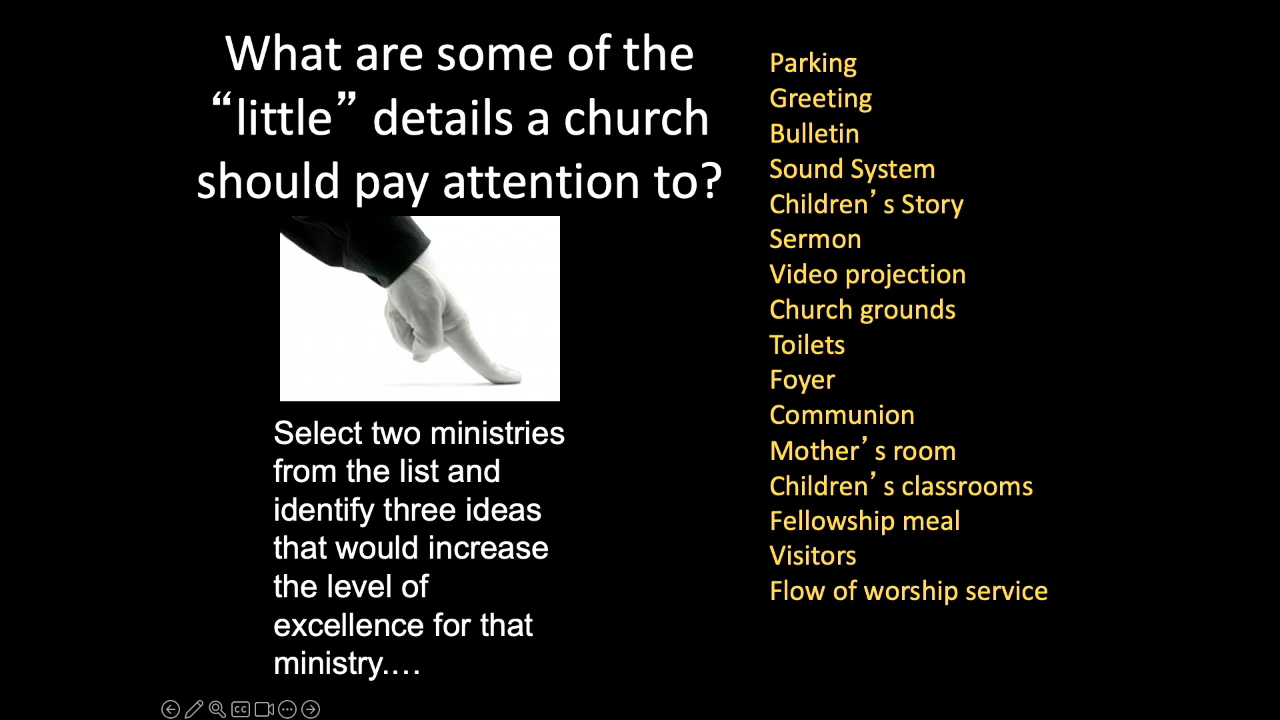 What are some of the
“little” details a church
should pay attention to?
Select two ministries
from the list and
identify three ideas
that would increase
the level of
excellence for that
ministry….
Parking
Greeting
Bulletin
Sound System
Children’s Story
Sermon
Video projection
Church grounds
Toilets
Foyer
Communion
Mother’s room
Children’s classrooms
Fellowship meal
Visitors
Flow of worship service
CC